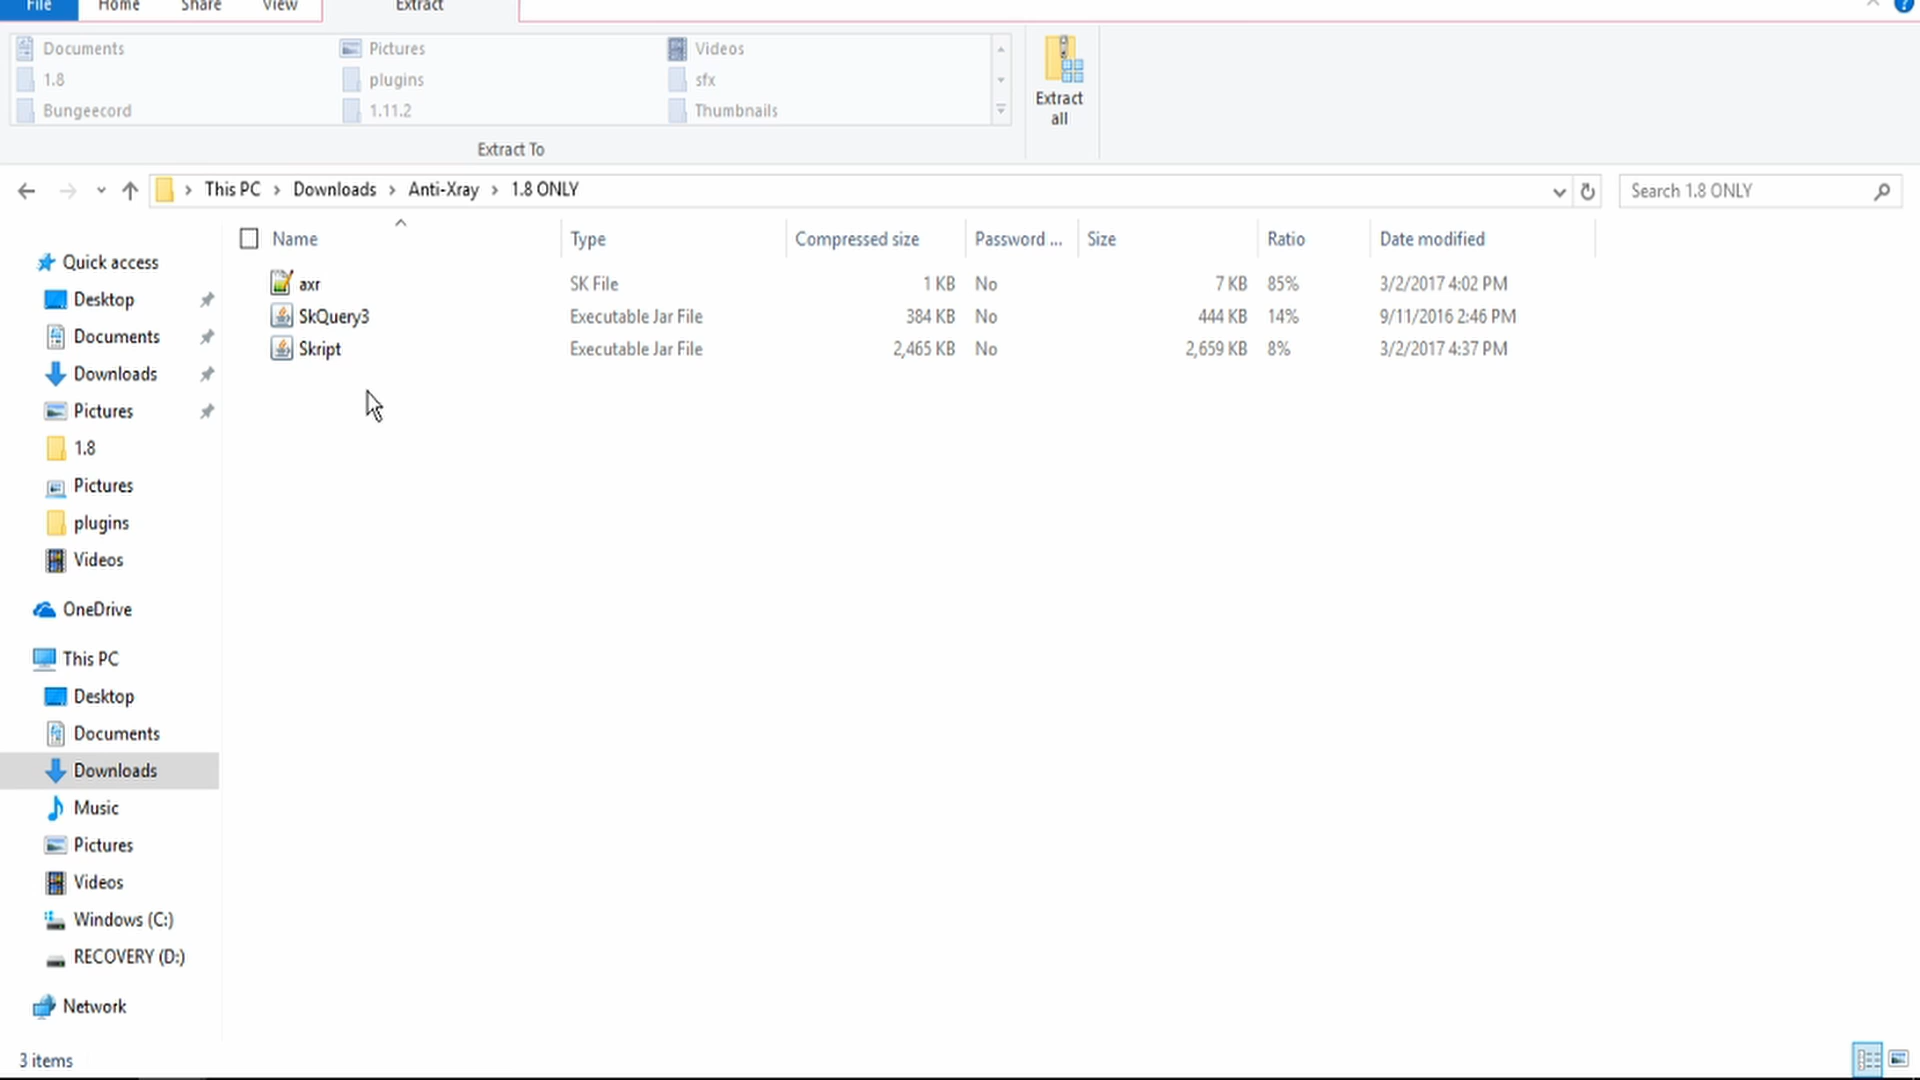 File Home Share View Extract
Documents Pictures Videos
1.8 plugins sfx
Bungeecord 1.11.2 Thumbnails
Extract all
Extract To
This PC > Downloads > Anti-Xray > 1.8 ONLY
Search 1.8 ONLY
Name Type Compressed size Password ... Size Ratio Date modified
axr SK File 1 KB No 7 KB 85% 3/2/2017 4:02 PM
SkQuery3 Executable Jar File 384 KB No 444 KB 14% 9/11/2016 2:46 PM
Skript Executable Jar File 2,465 KB No 2,659 KB 8% 3/2/2017 4:37 PM
Quick access
Desktop
Documents
Downloads
Pictures
1.8
Pictures
plugins
Videos
OneDrive
This PC
Desktop
Documents
Downloads
Music
Pictures
Videos
Windows (C:)
RECOVERY (D:)
Network
3 items